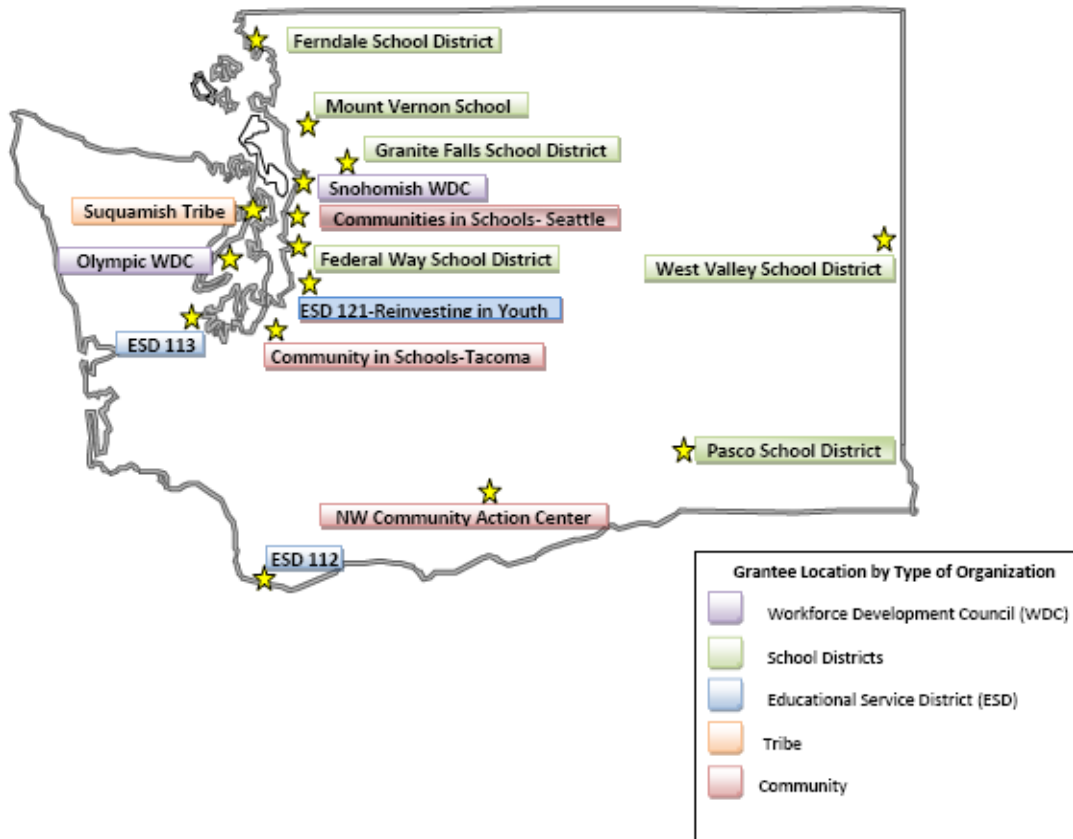 Ferndale School District
Mount Vernon School
Granite Falls School District
Snohomish WDC
Suquamish Tribe
Communities in Schools- Seattle
Olympic WDC
Federal Way School District
West Valley School District
ESD 121-Reinvesting in Youth
ESD 113
Community in Schools-Tacoma
Pasco School District
NW Community Action Center
ESD 112
Grantee Location by Type of Organization
Workforce Development Council (WDC)
School Districts
Educational Service District (ESD)
Tribe
Community